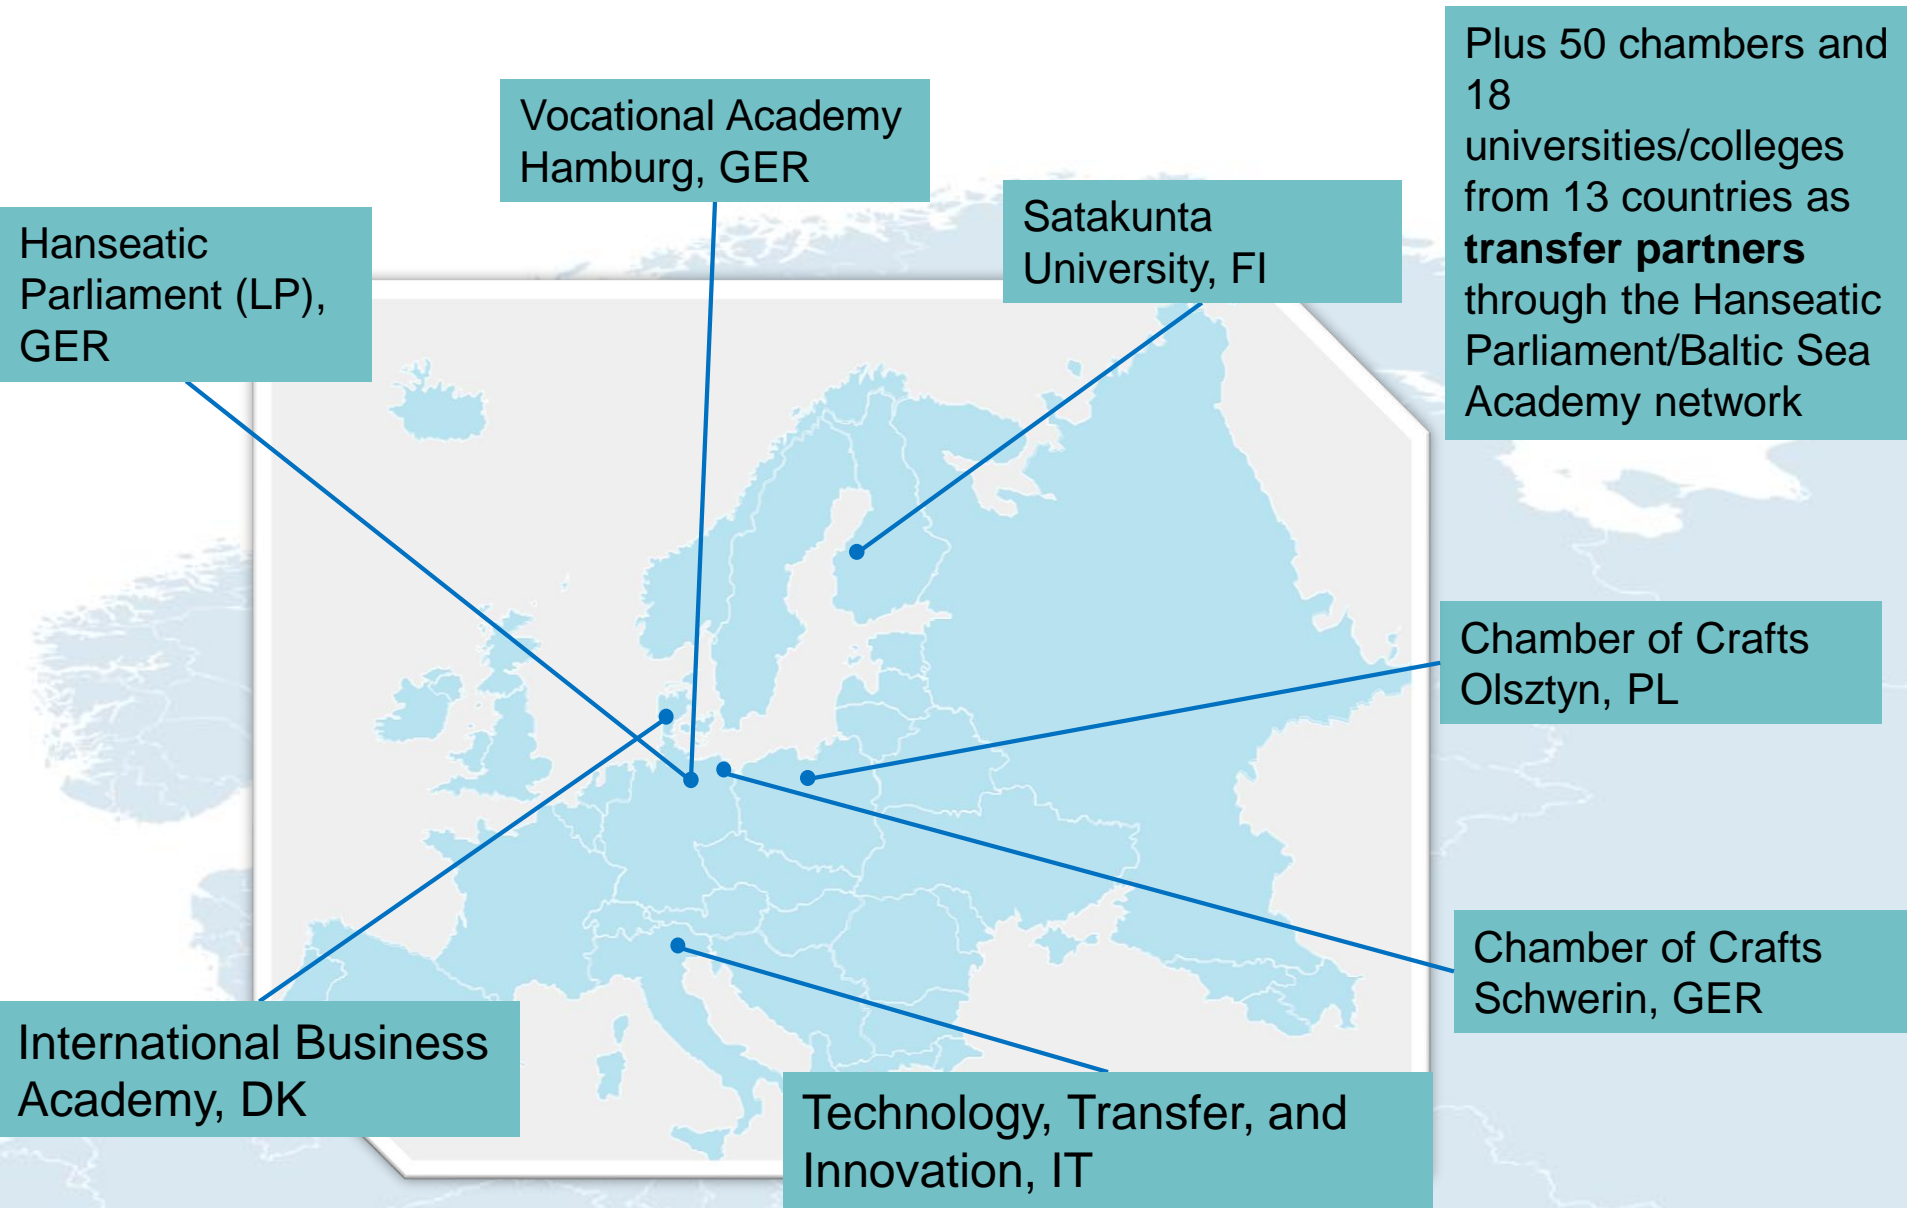 Plus 50 chambers and
18
universities/colleges
from 13 countries as
transfer partners
through the Hanseatic
Parliament/Baltic Sea
Academy network
Vocational Academy
Hamburg, GER
Satakunta
University, FI
Hanseatic
Parliament (LP),
GER
Chamber of Crafts
Olsztyn, PL
Chamber of Crafts
Schwerin, GER
International Business
Academy, DK
Technology, Transfer, and
Innovation, IT